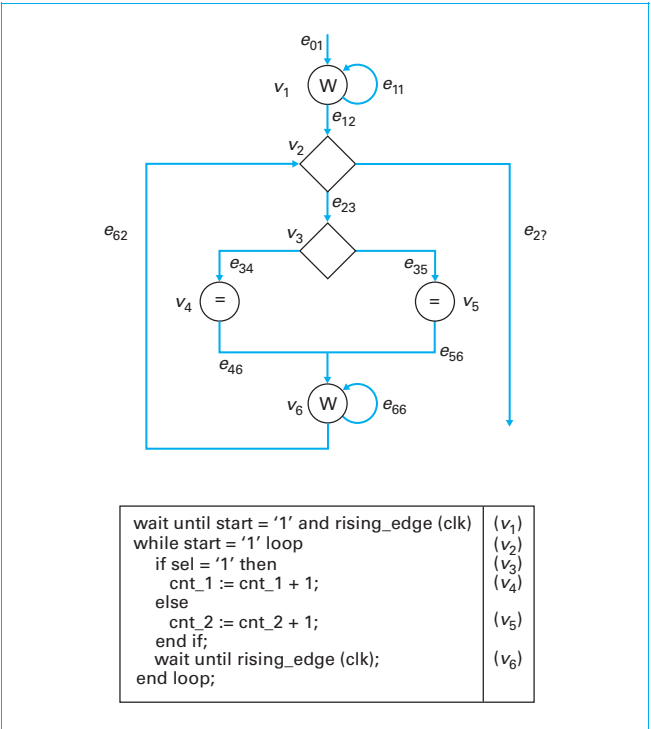 e01
v1 W e11
e12
v2
e23
e62 v3 e2?
e34 e35
v4 = = v5
e46 e56
v6 W e66
wait until start = ‘1’ and rising_edge (clk) (v1)
while start = ‘1’ loop (v2)
if sel = ‘1’ then (v3)
cnt_1 := cnt_1 + 1; (v4)
else
cnt_2 := cnt_2 + 1; (v5)
end if;
wait until rising_edge (clk); (v6)
end loop;